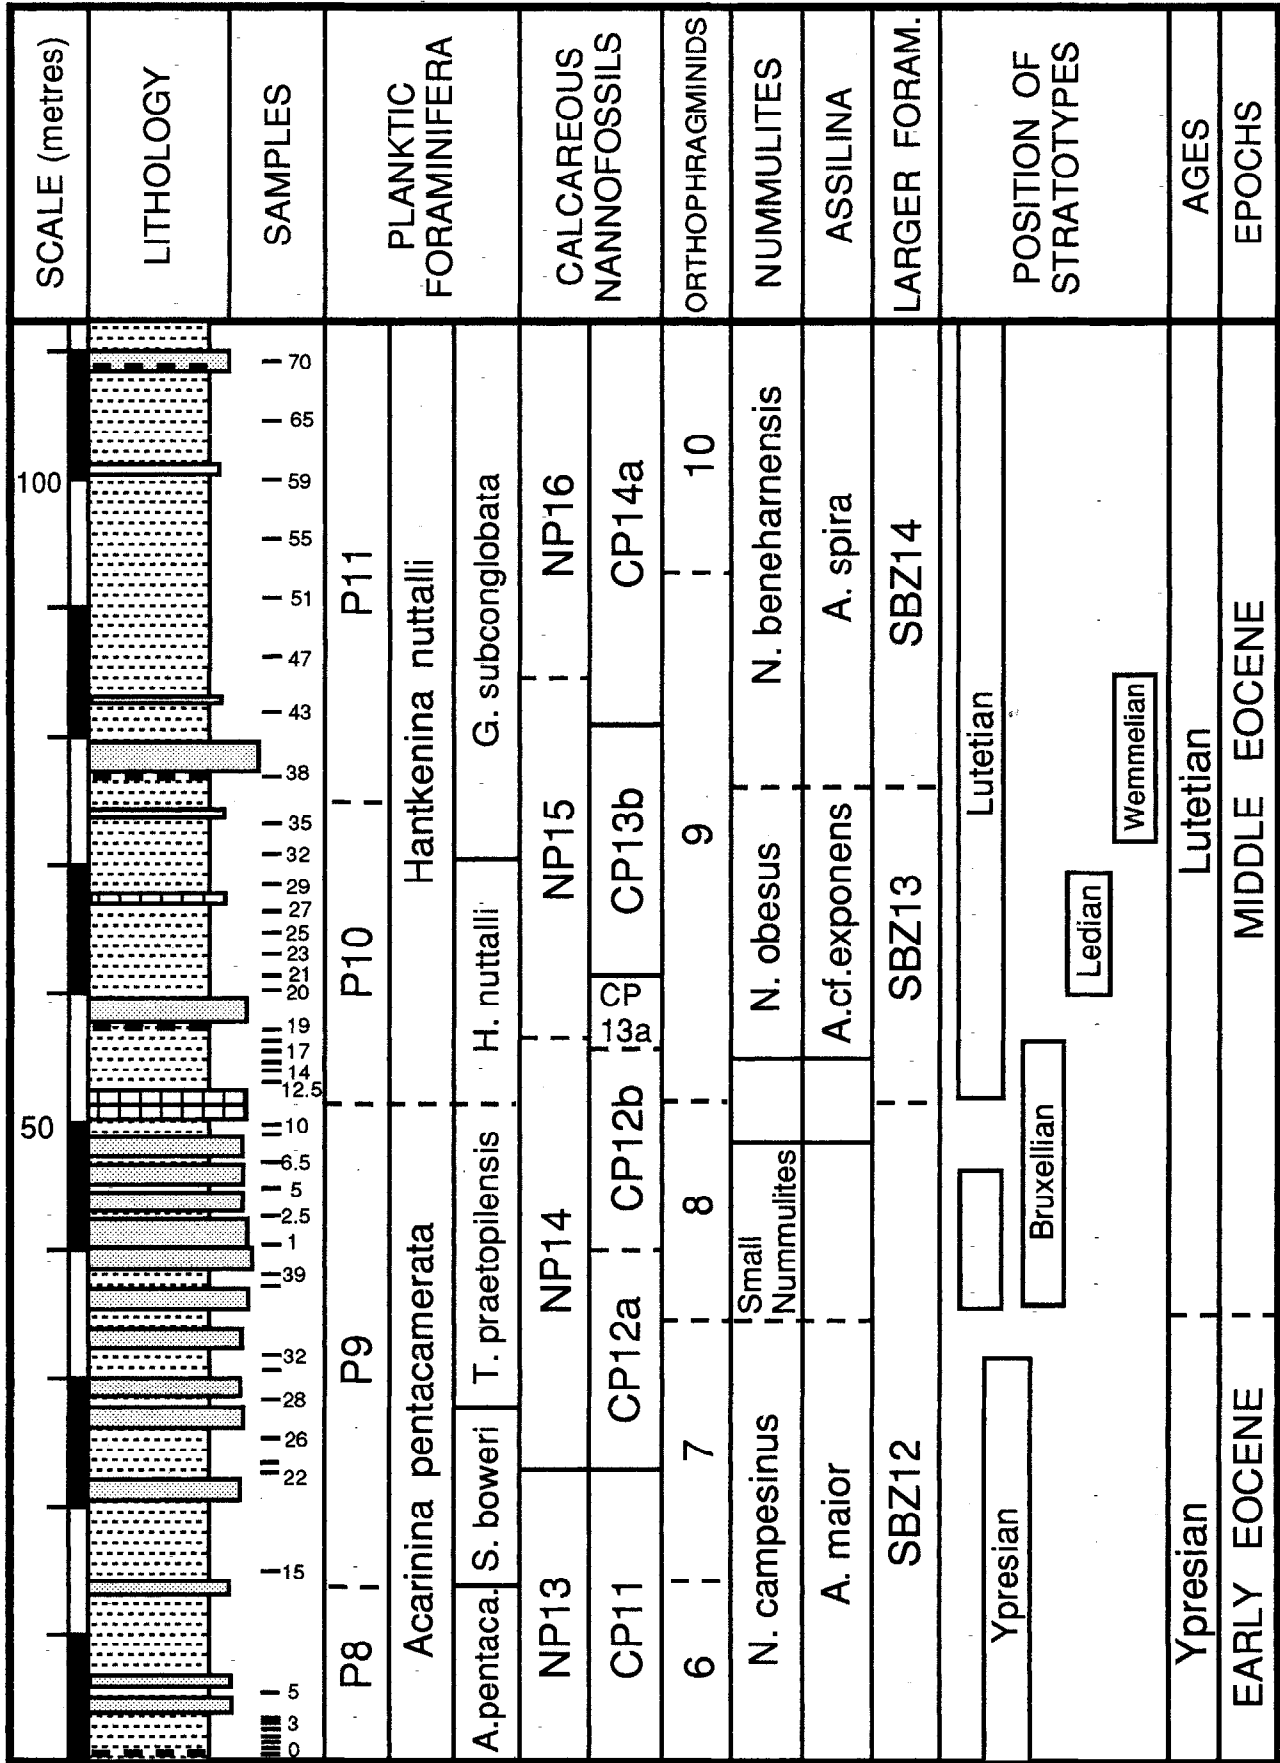 SCALE (metres)
LITHOLOGY
SAMPLES
PLANKTIC
FORAMINIFERA
CALCAREOUS
NANNOFOSSILS
ORTHOPHRAGMINIDS
NUMMULITES
ASSILINA
LARGER FORAM.
POSITION OF
STRATOTYPES
AGES
EPOCHS
100
50
70
65
59
55
51
47
43
38
35
32
29
27
25
23
21
20
19
17
14
12.5
10
6.5
5
2.5
1
39
32
28
26
22
15
5
3
0
P11
P10
P9
P8
Hantkenina nuttalli
Acarinina pentacamerata
G. subconglobata
H. nuttalli
T. praetopilensis
S. boweri
A.pentaca.
NP16
NP15
NP14
NP13
CP14a
CP13b
CP
13a
CP12b
CP12a
CP11
10
9
8
7
6
N. beneharnensis
N. obesus
Small
Nummulites
N. campesinus
A. spira
A.cf.exponens
A. maior
SBZ14
SBZ13
SBZ12
Lutetian
Ypresian
Bruxellian
Ledian
Wemmelian
Lutetian
Ypresian
MIDDLE EOCENE
EARLY EOCENE